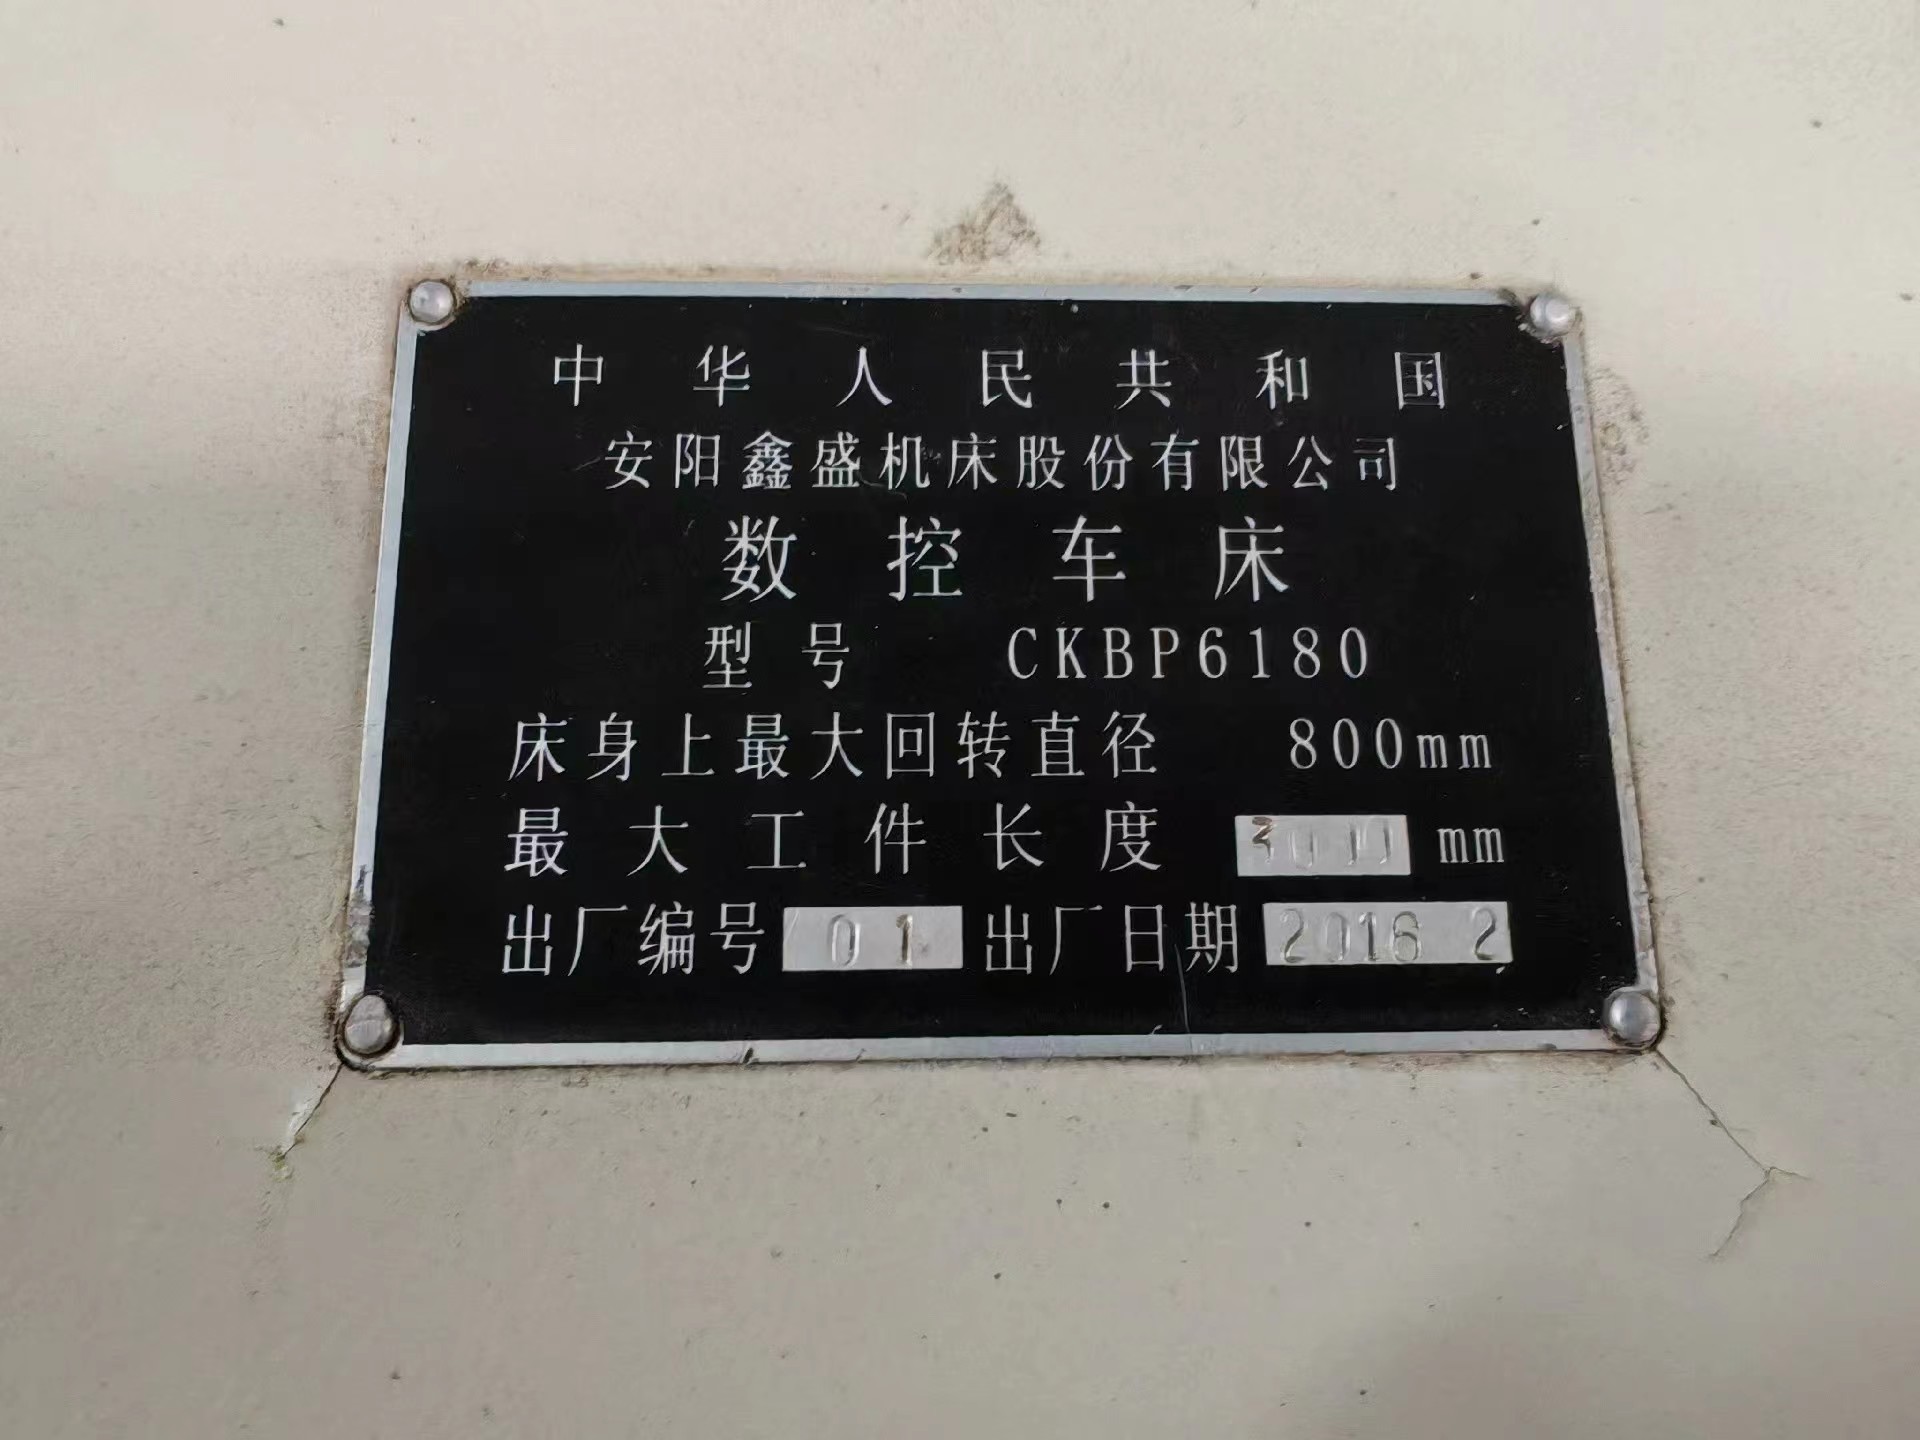 中华人民共和国
安阳鑫盛机床股份有限公司
数控车床
型号 CKBP6180
床身上最大回转直径 800mm
最大工件长度 3000 mm
出厂编号 01 出厂日期 2016 2